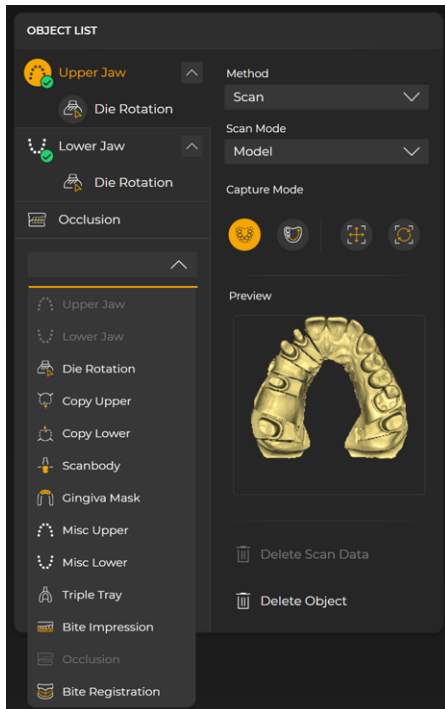 OBJECT LIST
Upper Jaw
Die Rotation
Lower Jaw
Die Rotation
Occlusion
Upper Jaw
Lower Jaw
Die Rotation
Copy Upper
Copy Lower
Scanbody
Gingiva Mask
Misc Upper
Misc Lower
Triple Tray
Bite Impression
Occlusion
Bite Registration
Method
Scan
Scan Mode
Model
Capture Mode
Preview
Delete Scan Data
Delete Object